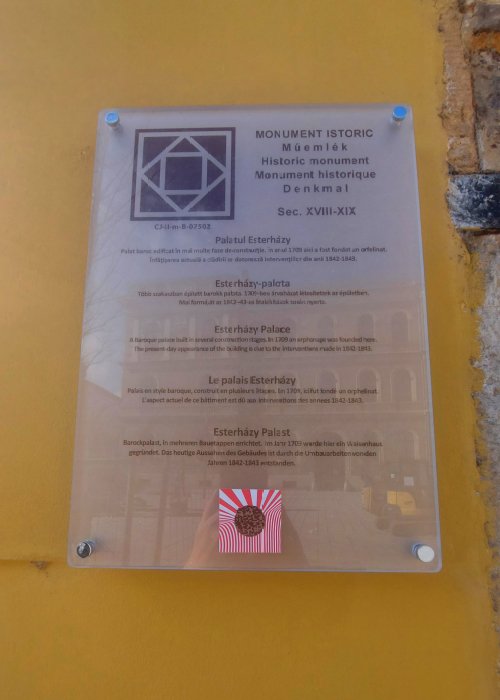 MONUMENT ISTORIC
Műemlék
Historic monument
Monument historique
Denkmal
Sec. XVIII-XIX
CJ-II-m-B-07502
Palatul Esterházy
Palat baroc edificat în mai multe faze de construcție. În anul 1709 aici a fost fondat un orfelinat.
Înfățișarea actuală a clădirii se datorează intervențiilor din anii 1842-1843.
Esterházy-palota
Több szakaszban épített barokk palota. 1709-ben árvaházat létesítettek az épületben.
Mai formáját az 1842–43-as átalakítások során nyerte.
Esterházy Palace
A Baroque palace built in several construction stages. In 1709 an orphanage was founded here.
The present-day appearance of the building is due to the interventions made in 1842-1843.
Le palais Esterházy
Palais en style baroque, construit en plusieurs étapes. En 1709, ici fut fondé un orphelinat.
L'aspect actuel de ce bâtiment est dû aux interventions des années 1842-1843.
Esterházy Palast
Barockpalast, in mehreren Bauetappen errichtet. Im Jahr 1709 wurde hier ein Waisenhaus
gegründet. Das heutige Aussehen des Gebäudes ist durch die Umbauarbeiten von den
Jahren 1842-1843 entstanden.